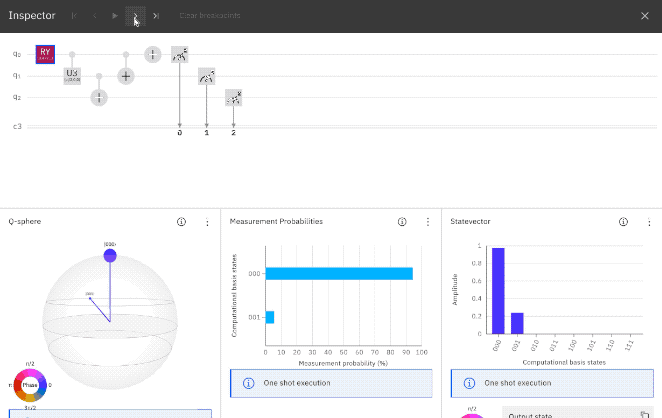 Inspector
Clear breakpoints
q0
RY
q1
U3
q2
c3
0 1 2
Q-sphere
Measurement Probabilities
Statevector
|000>
π/2
π
Phase
0
3π/2
Computational basis states
000
001
0 10 20 30 40 50 60 70 80 90 100
Measurement probability (%)
One shot execution
Amplitude
1
0.8
0.6
0.4
0.2
0
000 001 010 011 100 101 110 111
Computational basis states
One shot execution
π/2
Output state